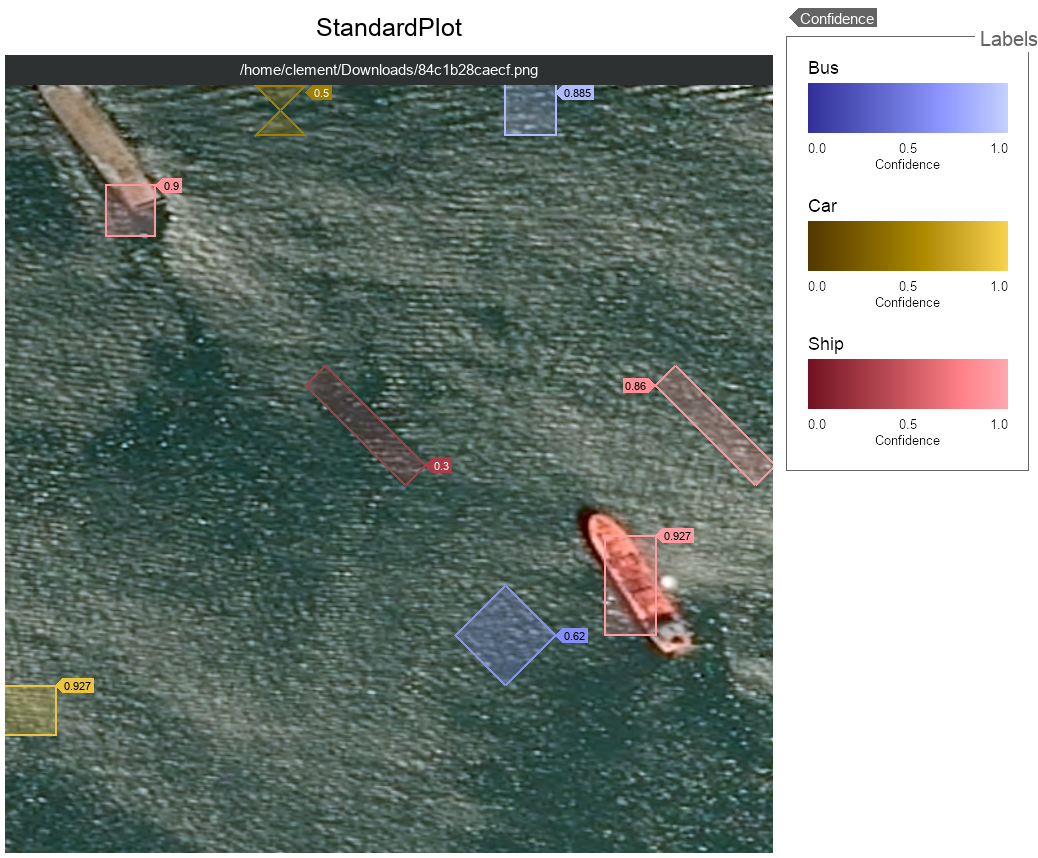 StandardPlot
/home/clement/Downloads/84c1b28caecf.png
0.5
0.885
0.9
0.86
0.3
0.927
0.62
0.927
Confidence
Labels
Bus
0.0 0.5 1.0
Confidence
Car
0.0 0.5 1.0
Confidence
Ship
0.0 0.5 1.0
Confidence